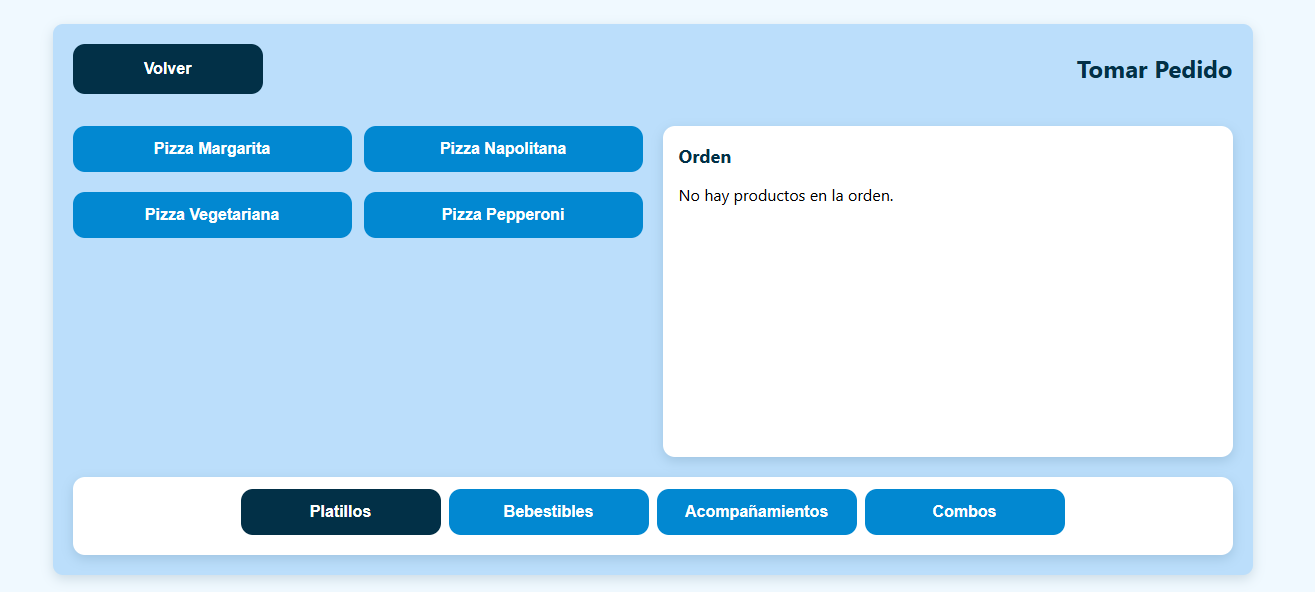 Volver
Tomar Pedido
Pizza Margarita
Pizza Napolitana
Pizza Vegetariana
Pizza Pepperoni
Orden
No hay productos en la orden.
Platillos
Bebestibles
Acompañamientos
Combos